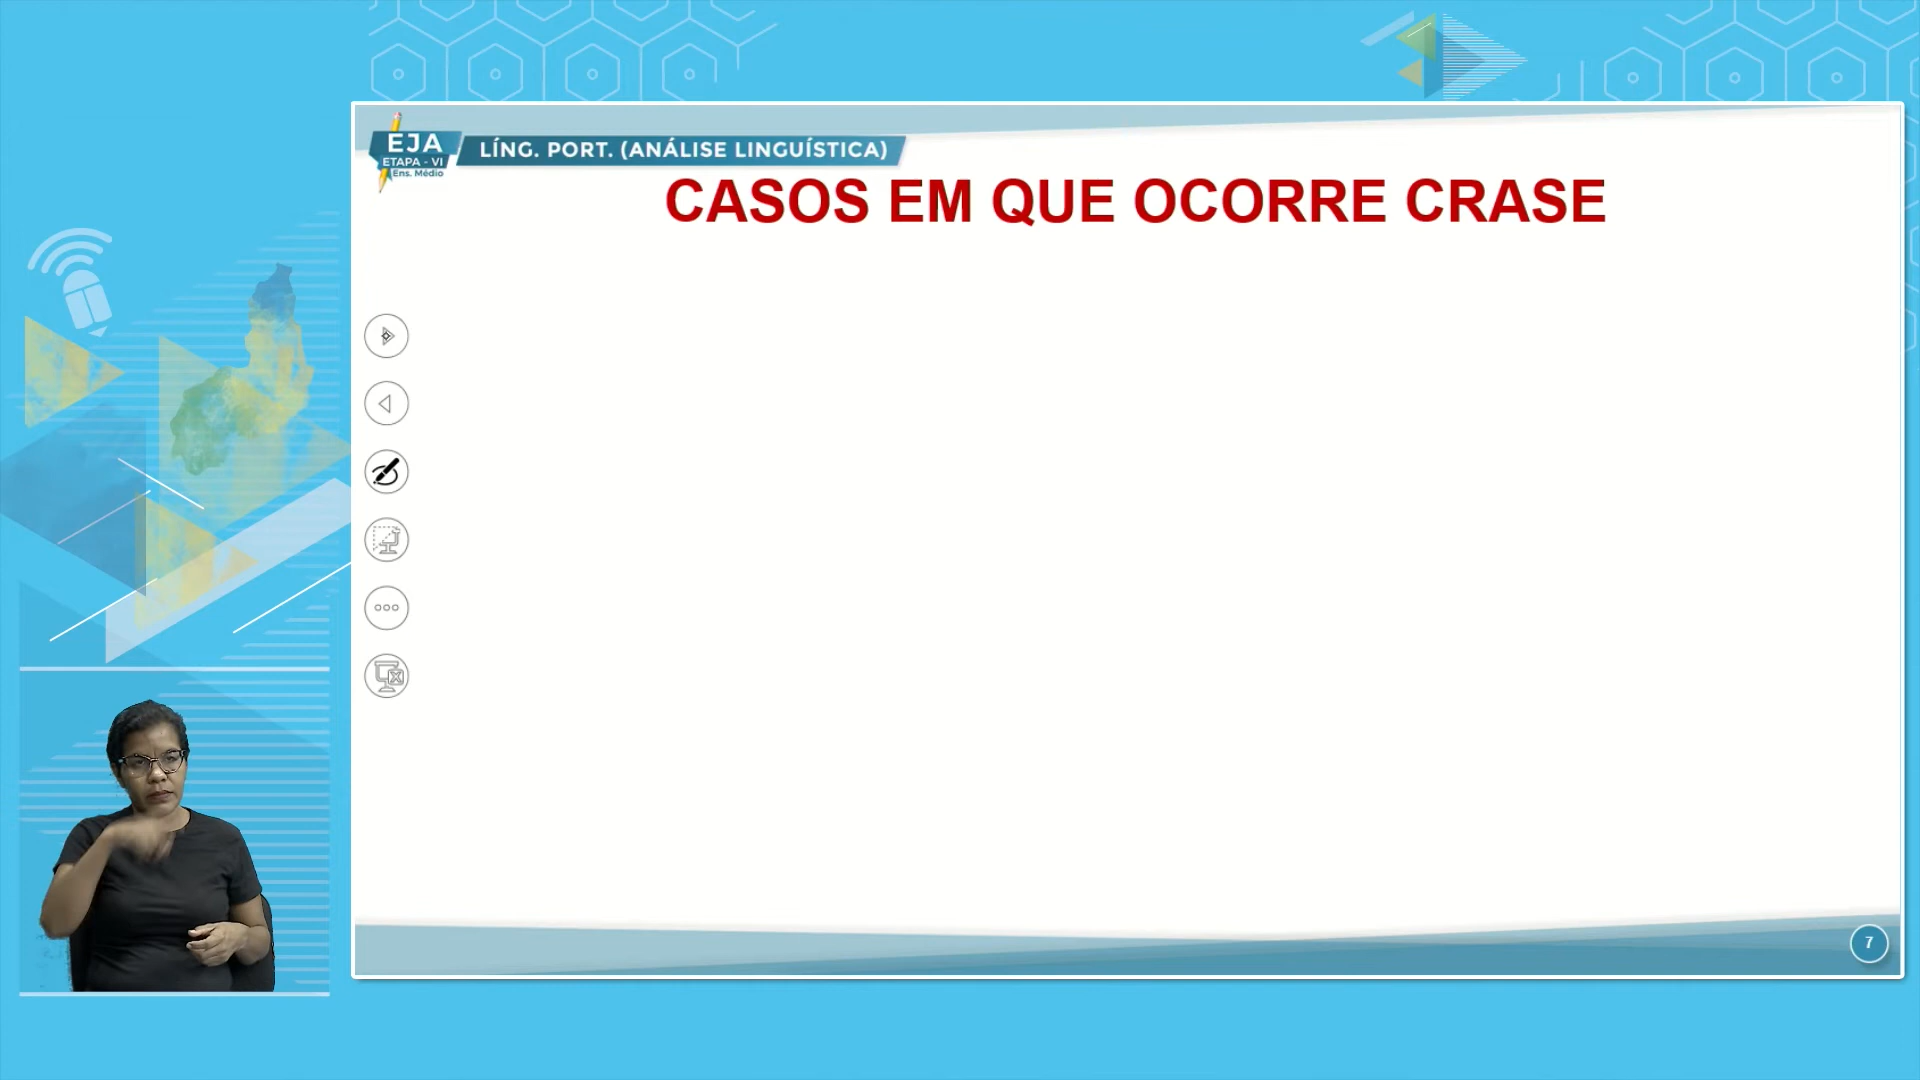 EJA
ETAPA - VI
Ens. Médio
LÍNG. PORT. (ANÁLISE LINGUÍSTICA)
CASOS EM QUE OCORRE CRASE
7